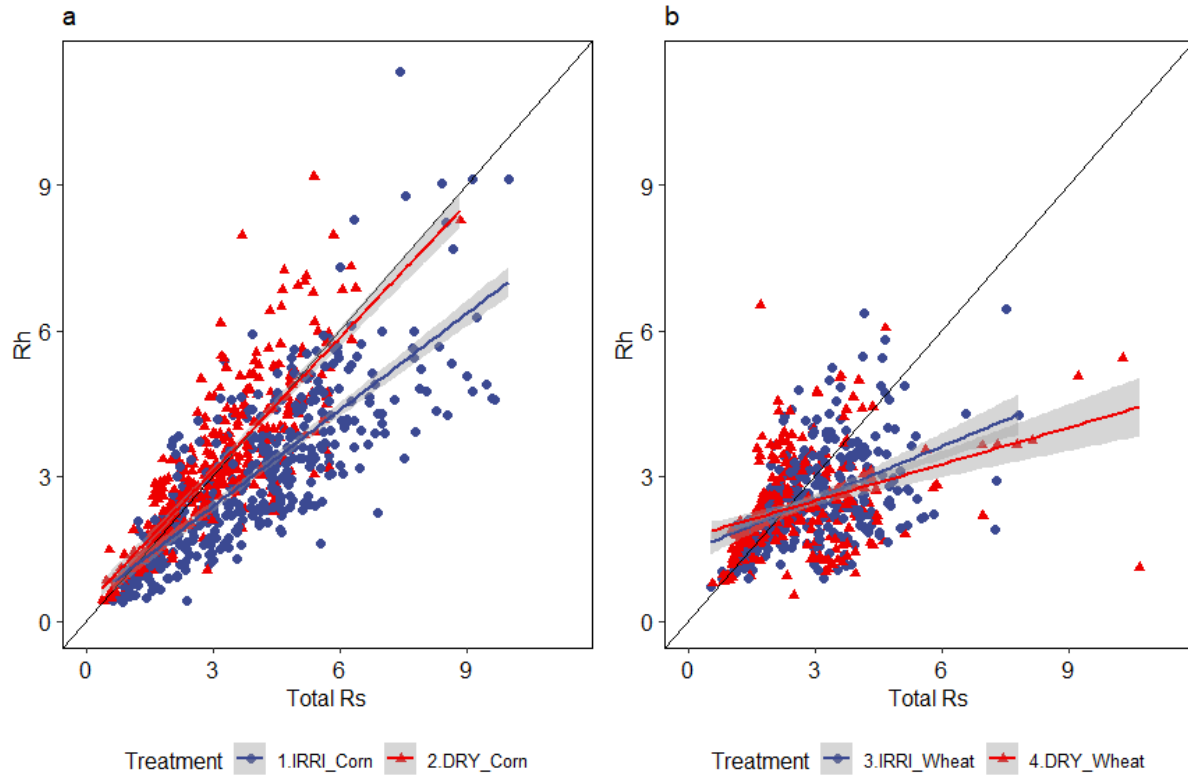 a
9
6
3
0
Rh
0 3 6 9
Total Rs
Treatment 1.IRRI_Corn 2.DRY_Corn
b
9
6
3
0
Rh
0 3 6 9
Total Rs
Treatment 3.IRRI_Wheat 4.DRY_Wheat